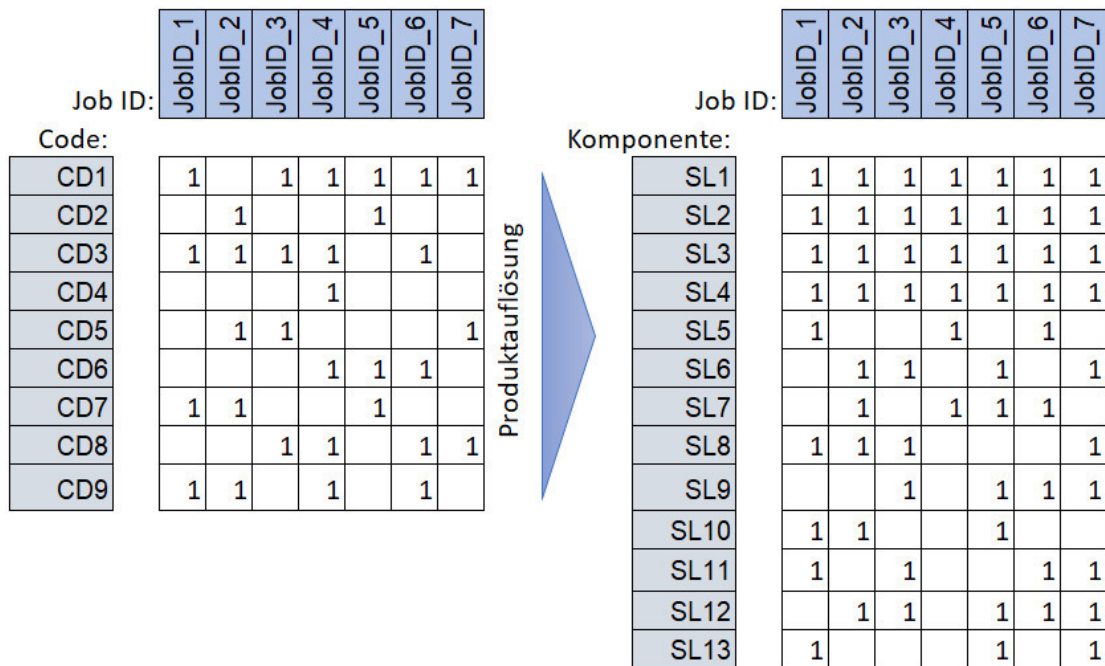 JobID_1 JobID_2 JobID_3 JobID_4 JobID_5 JobID_6 JobID_7
Job ID:
Code:
CD1 1 1 1 1 1 1
CD2 1 1
CD3 1 1 1 1 1
CD4 1
CD5 1 1 1
CD6 1 1 1
CD7 1 1 1
CD8 1 1 1 1
CD9 1 1 1 1
Produktauflösung
JobID_1 JobID_2 JobID_3 JobID_4 JobID_5 JobID_6 JobID_7
Job ID:
Komponente:
SL1 1 1 1 1 1 1 1
SL2 1 1 1 1 1 1 1
SL3 1 1 1 1 1 1 1
SL4 1 1 1 1 1 1 1
SL5 1 1 1
SL6 1 1 1 1
SL7 1 1 1 1
SL8 1 1 1 1
SL9 1 1 1 1
SL10 1 1 1
SL11 1 1 1 1
SL12 1 1 1 1 1
SL13 1 1 1